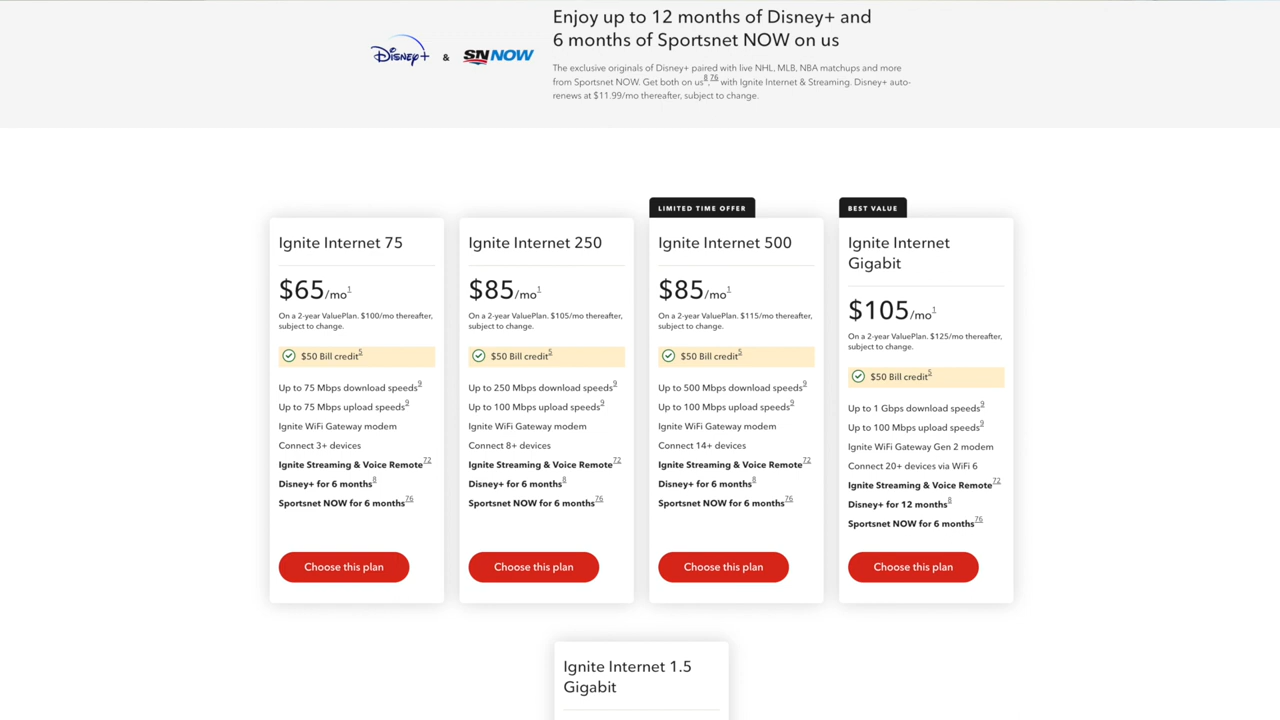 Enjoy up to 12 months of Disney+ and
6 months of Sportsnet NOW on us
Disney+ & SN NOW
The exclusive originals of Disney+ paired with live NHL, MLB, NBA matchups and more
from Sportsnet NOW. Get both on us8,76 with Ignite Internet & Streaming. Disney+ auto-
renews at $11.99/mo thereafter, subject to change.
Ignite Internet 75
$65/mo1
On a 2-year ValuePlan. $100/mo thereafter,
subject to change.
$50 Bill credit5
Up to 75 Mbps download speeds9
Up to 75 Mbps upload speeds9
Ignite WiFi Gateway modem
Connect 3+ devices
Ignite Streaming & Voice Remote72
Disney+ for 6 months8
Sportsnet NOW for 6 months76
Choose this plan
Ignite Internet 250
$85/mo1
On a 2-year ValuePlan. $105/mo thereafter,
subject to change.
$50 Bill credit5
Up to 250 Mbps download speeds9
Up to 100 Mbps upload speeds9
Ignite WiFi Gateway modem
Connect 8+ devices
Ignite Streaming & Voice Remote72
Disney+ for 6 months8
Sportsnet NOW for 6 months76
Choose this plan
LIMITED TIME OFFER
Ignite Internet 500
$85/mo1
On a 2-year ValuePlan. $115/mo thereafter,
subject to change.
$50 Bill credit5
Up to 500 Mbps download speeds9
Up to 100 Mbps upload speeds9
Ignite WiFi Gateway modem
Connect 14+ devices
Ignite Streaming & Voice Remote72
Disney+ for 6 months8
Sportsnet NOW for 6 months76
Choose this plan
BEST VALUE
Ignite Internet
Gigabit
$105/mo1
On a 2-year ValuePlan. $125/mo thereafter,
subject to change.
$50 Bill credit5
Up to 1 Gbps download speeds9
Up to 100 Mbps upload speeds9
Ignite WiFi Gateway Gen 2 modem
Connect 20+ devices via WiFi 6
Ignite Streaming & Voice Remote72
Disney+ for 12 months8
Sportsnet NOW for 6 months76
Choose this plan
Ignite Internet 1.5
Gigabit